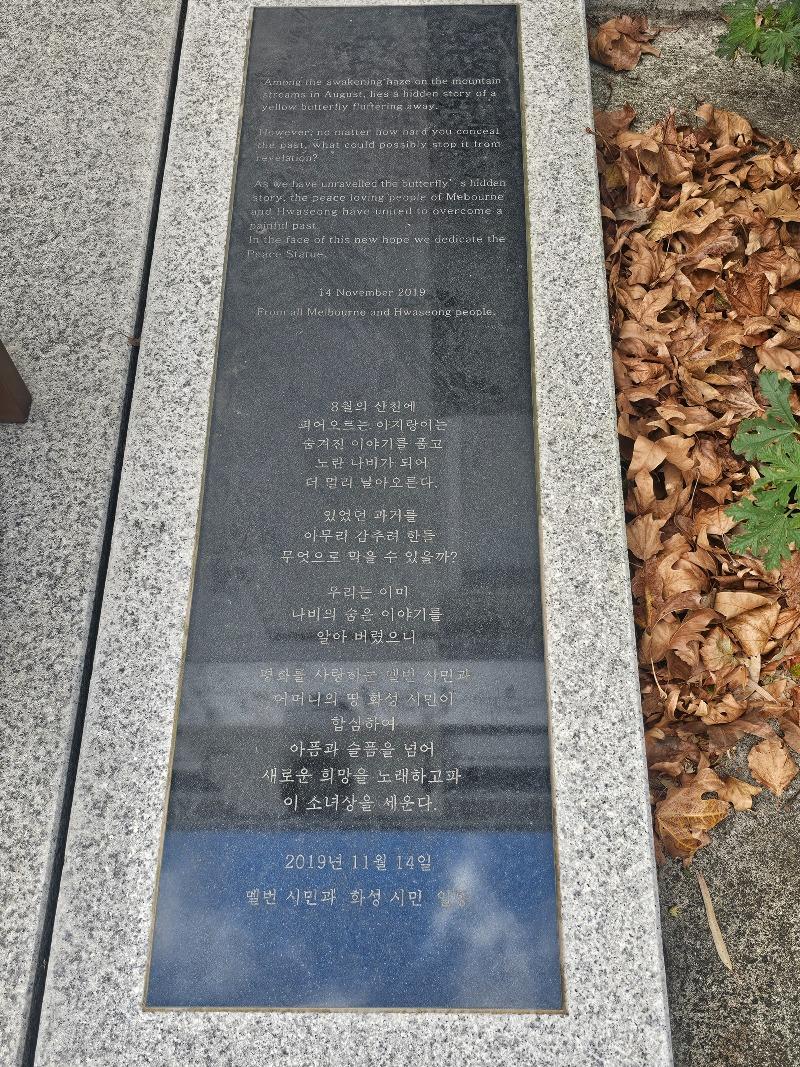 Among the awakening haze on the mountain
streams in August, lies a hidden story of a
yellow butterfly fluttering away.
However, no matter how hard you conceal
the past, what could possibly stop it from
revelation?
As we have unravelled the butterfly's hidden
story, the peace loving people of Mebourne
and Hwaseong have united to overcome a
painful past.
In the face of this new hope we dedicate the
Peace Statue.
14 November 2019
From all Melbourne and Hwaseong people.
8월의 산천에
피어오르는 아지랑이는
숨겨진 이야기를 품고
노란 나비가 되어
더 멀리 날아오른다.
있었던 과거를
아무리 감추려 한들
무엇으로 막을 수 있을까?
우리는 이미
나비의 숨은 이야기를
알아 버렸으니
평화를 사랑하는 멜번 시민과
어머니의 땅 화성 시민이
합심하여
아픔과 슬픔을 넘어
새로운 희망을 노래하고파
이 소녀상을 세운다.
2019년 11월 14일
멜번 시민과 화성 시민 일동